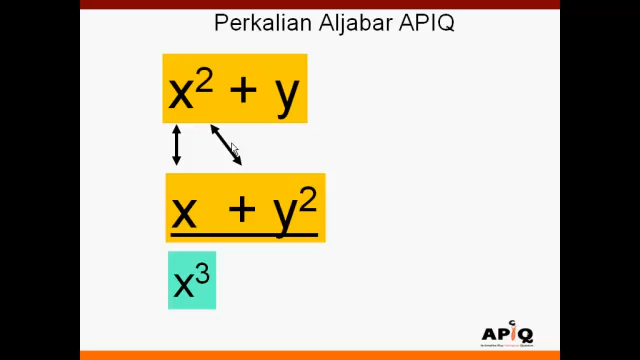 Perkalian Aljabar APIQ
x² + y
x + y²
x³
APiQ